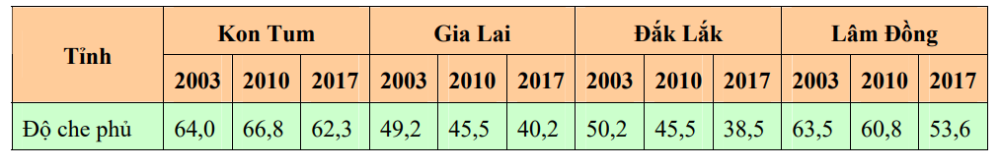 Tỉnh Kon Tum Gia Lai Đắk Lắk Lâm Đồng
2003 2010 2017 2003 2010 2017 2003 2010 2017 2003 2010 2017
Độ che phủ 64,0 66,8 62,3 49,2 45,5 40,2 50,2 45,5 38,5 63,5 60,8 53,6